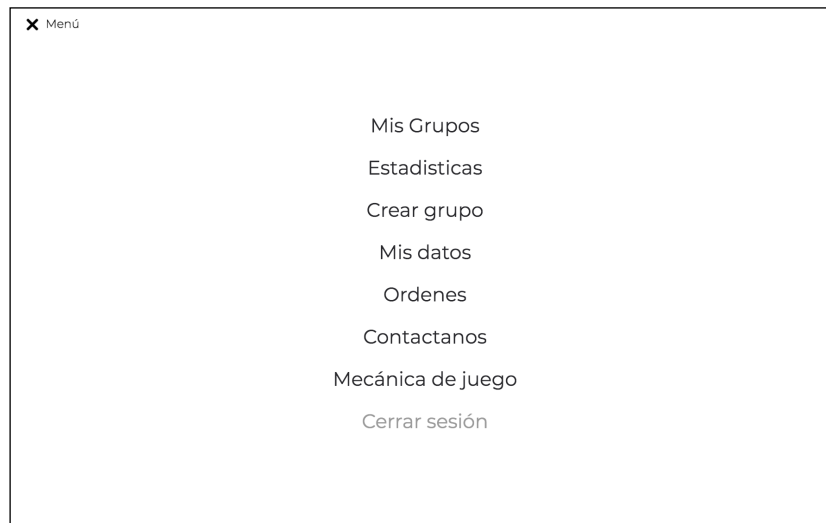 Menú
Mis Grupos
Estadisticas
Crear grupo
Mis datos
Ordenes
Contactanos
Mecánica de juego
Cerrar sesión